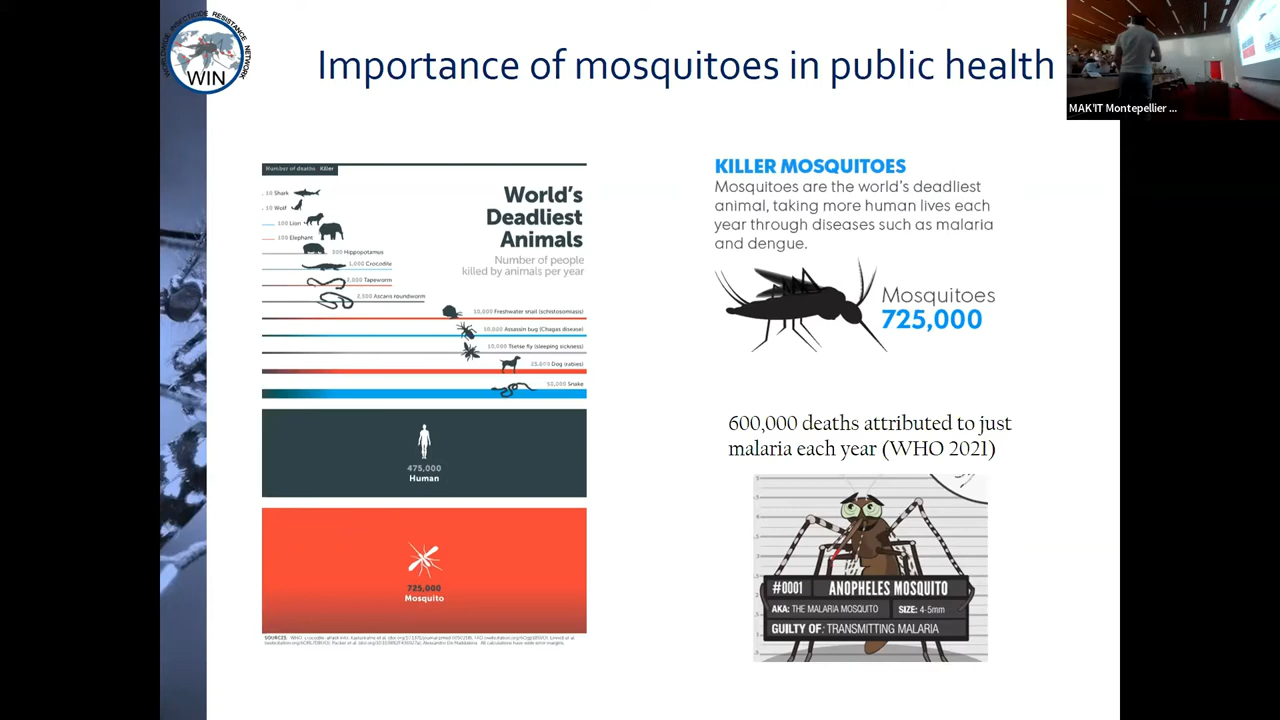 WORLDWIDE INSECTICIDE RESISTANCE NETWORK
WIN
Importance of mosquitoes in public health
MAK'IT Montepellier ...
Number of deaths Killer
World's
Deadliest
Animals
Number of people
killed by animals per year
10 Shark
10 Wolf
100 Lion
100 Elephant
500 Hippopotamus
1,000 Crocodile
2,000 Tapeworm
2,500 Ascaris roundworm
10,000 Freshwater snail (schistosomiasis)
10,000 Assassin bug (Chagas disease)
10,000 Tsetse fly (sleeping sickness)
25,000 Dog (rabies)
50,000 Snake
475,000
Human
725,000
Mosquito
KILLER MOSQUITOES
Mosquitoes are the world's deadliest
animal, taking more human lives each
year through diseases such as malaria
and dengue.
Mosquitoes
725,000
600,000 deaths attributed to just
malaria each year (WHO 2021)
#0001 ANOPHELES MOSQUITO
AKA: THE MALARIA MOSQUITO SIZE: 4-5mm
GUILTY OF: TRANSMITTING MALARIA